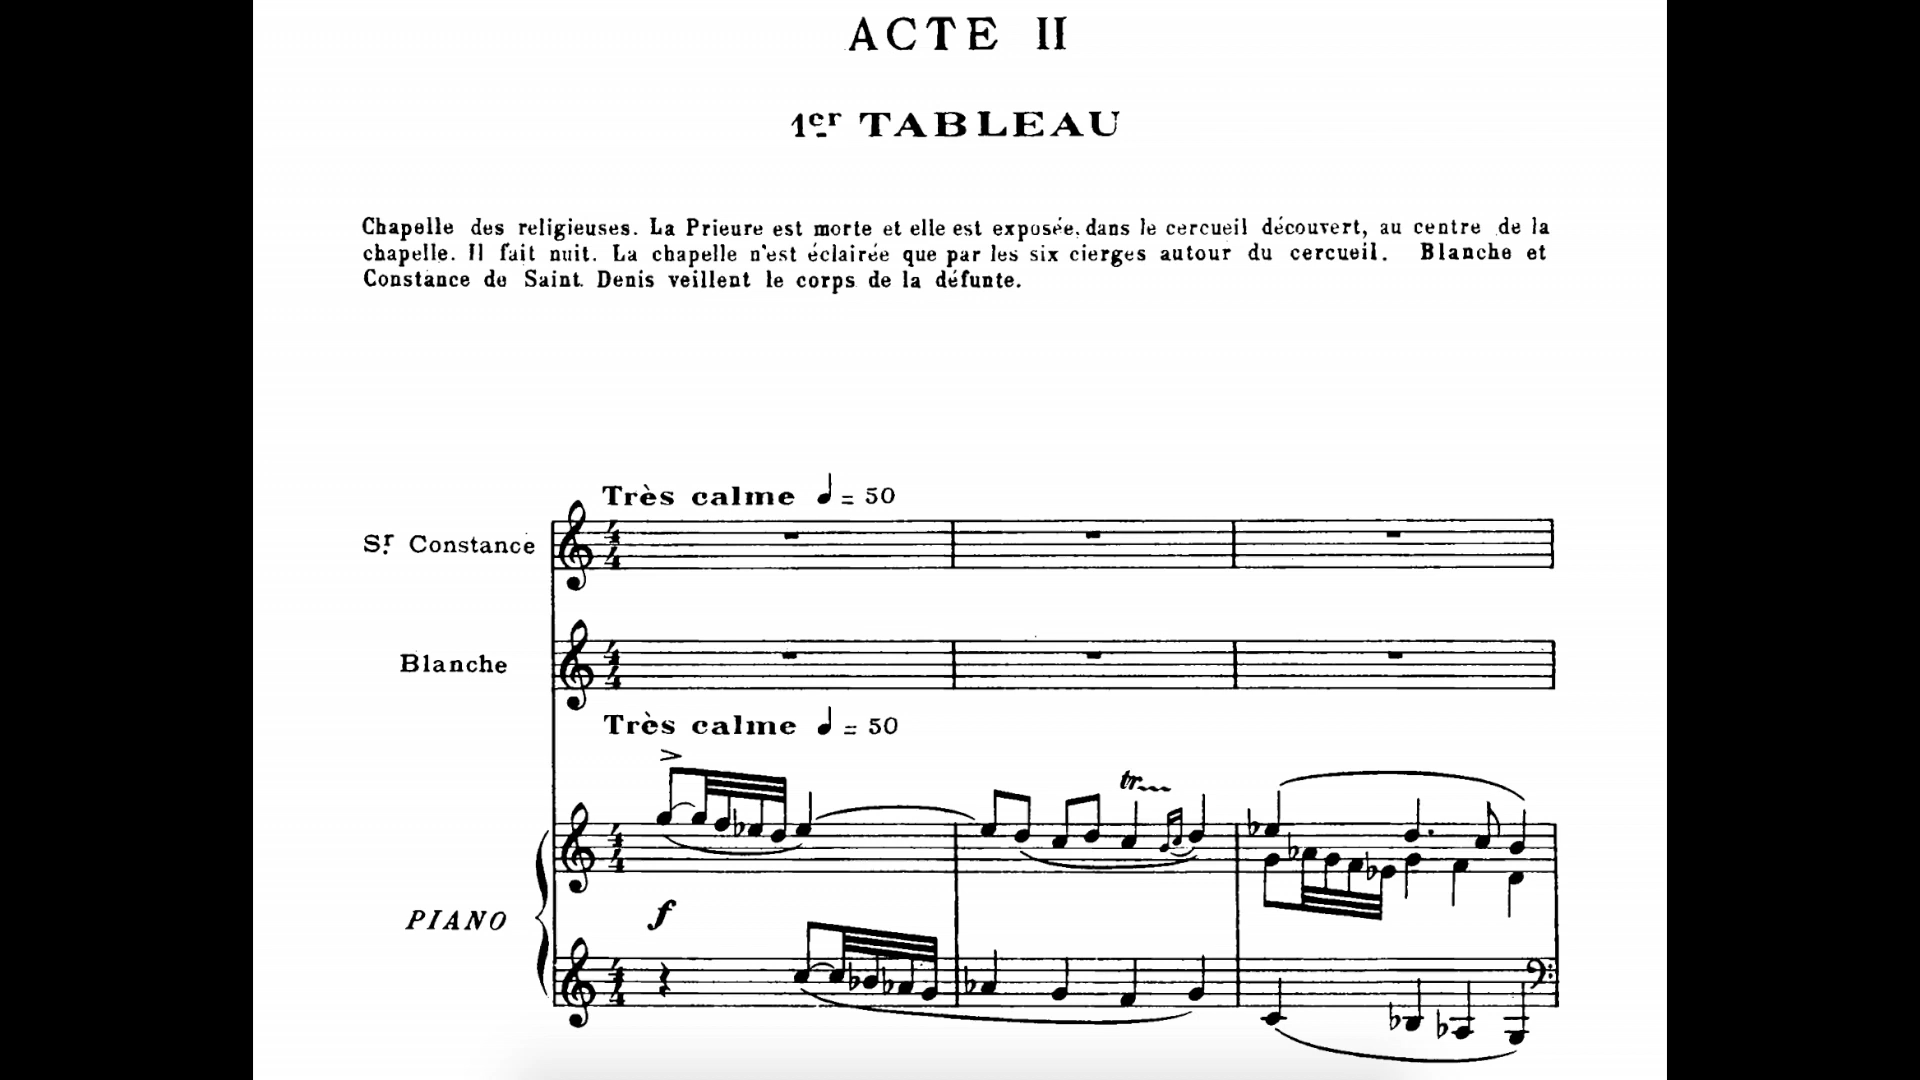 ACTE II
1er TABLEAU
Chapelle des religieuses. La Prieure est morte et elle est exposée, dans le cercueil découvert, au centre de la
chapelle. Il fait nuit. La chapelle n'est éclairée que par les six cierges autour du cercueil. Blanche et
Constance de Saint. Denis veillent le corps de la défunte.
Très calme ♩ = 50
Sr. Constance
Blanche
Très calme ♩ = 50
tr
f
PIANO